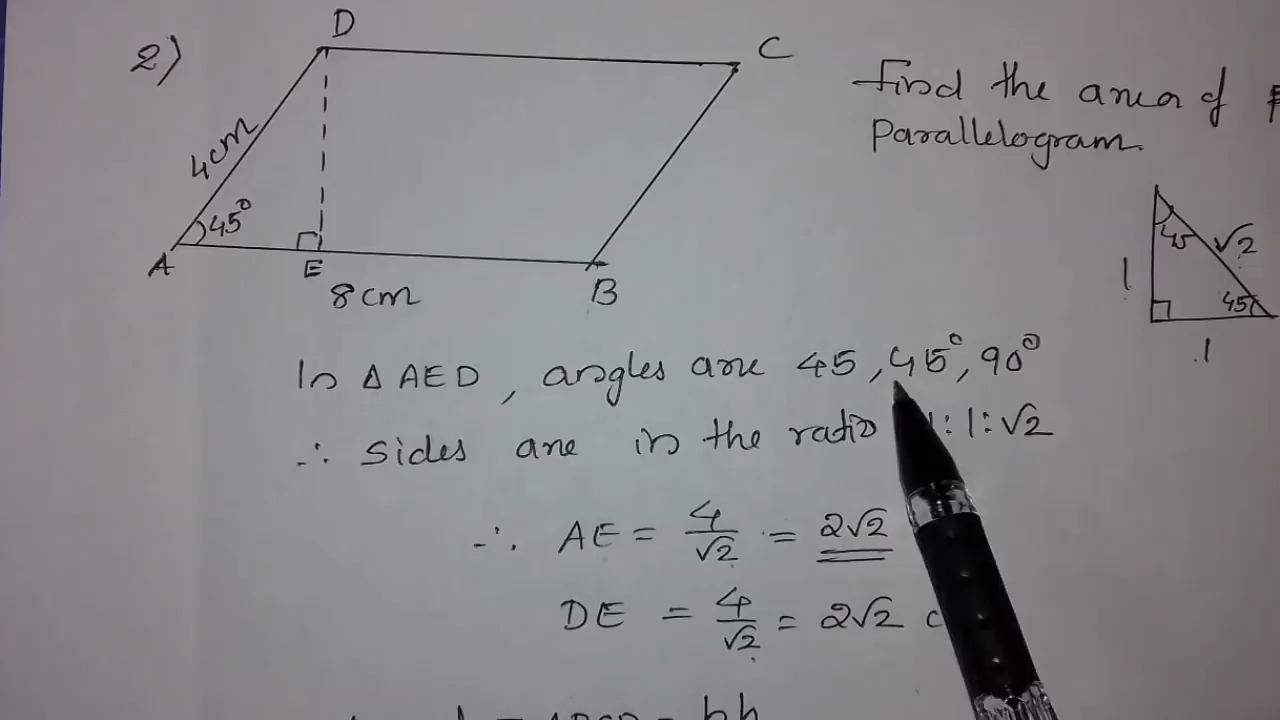 2)
D
C
4cm
45°
A
E
8cm
B
Find the area of
Parallelogram.
45
√2
1
45
1
In Δ AED, angles are 45, 45°, 90°
∴ sides are in the ratio 1:1:√2
∴ AE = 4/√2 = 2√2
DE = 4/√2 = 2√2 c
= bh